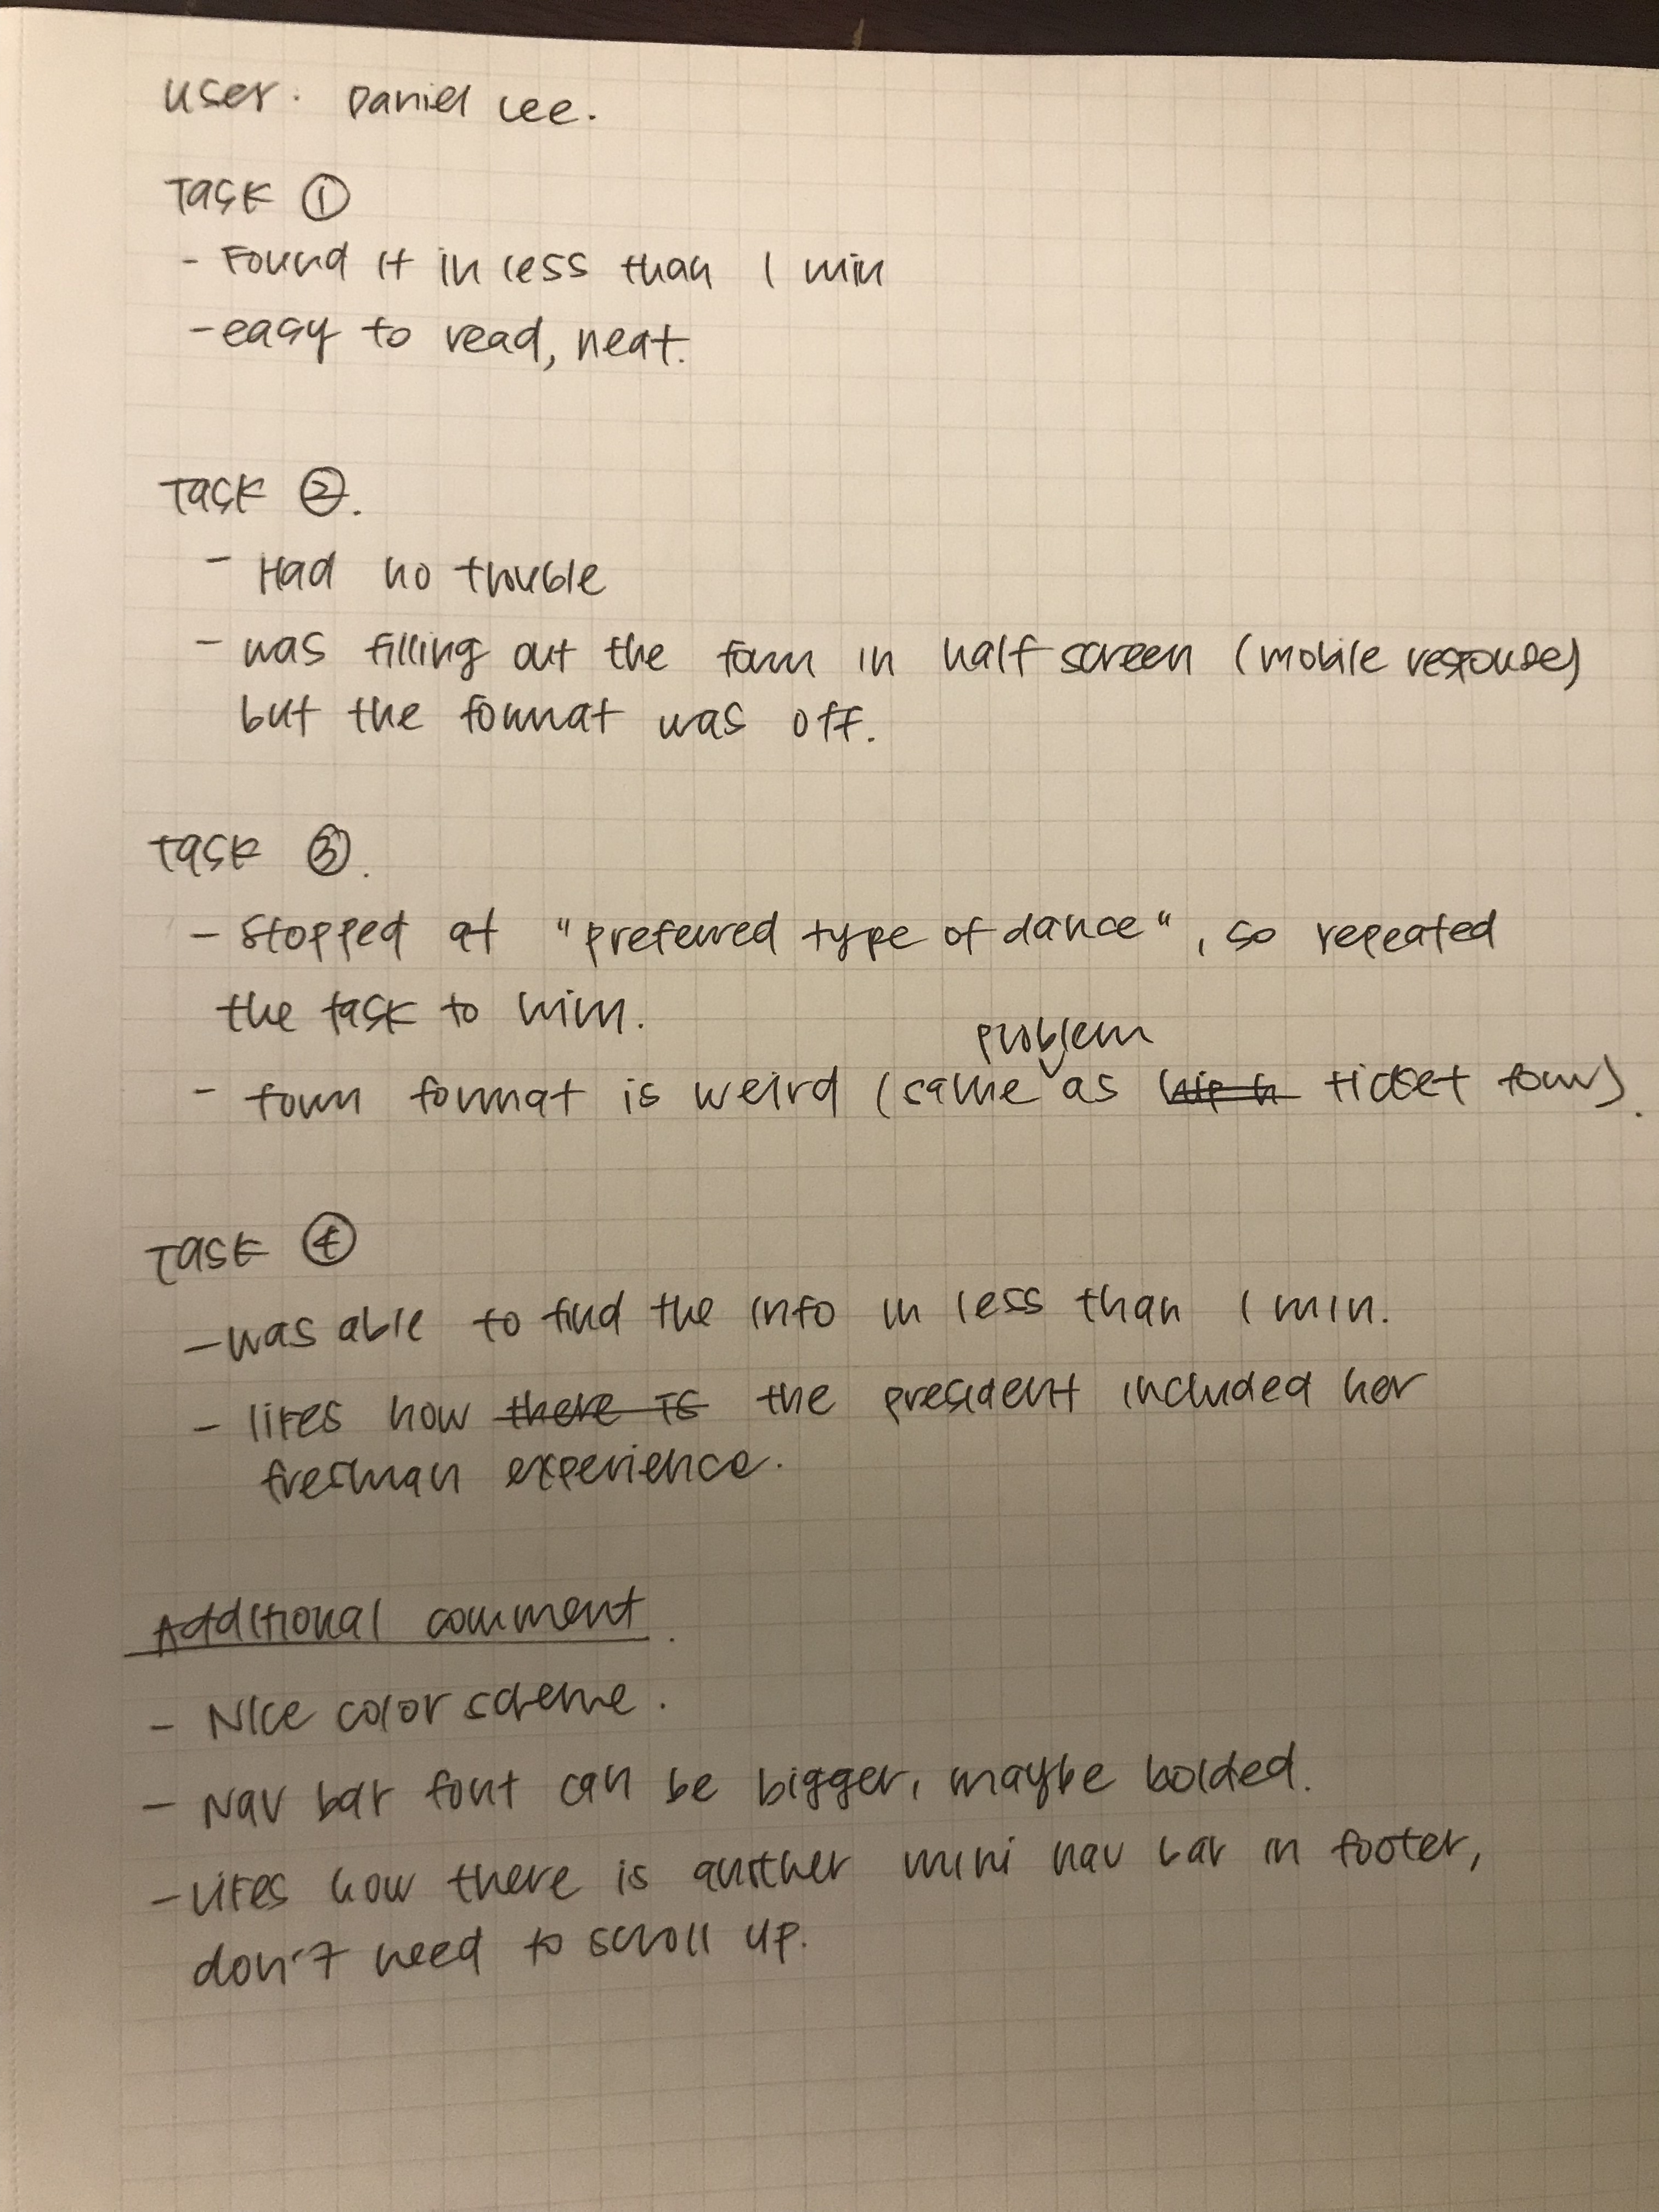 user: Daniel Lee.
Task ①
- Found it in less than 1 min
- easy to read, neat.
Task ②.
- Had no trouble
- was filling out the form in half screen (mobile response)
but the format was off.
Task ③.
- stopped at "preferred type of dance", so repeated
the task to him.
problem
- form format is weird (same as ticket form).
Task ④
- was able to find the info in less than 1 min.
- likes how there is the president included her
freshman experience.
Additional comment.
- Nice color scheme.
- Nav bar font can be bigger, maybe bolded.
- Likes how there is another mini nav bar in footer,
don't need to scroll up.